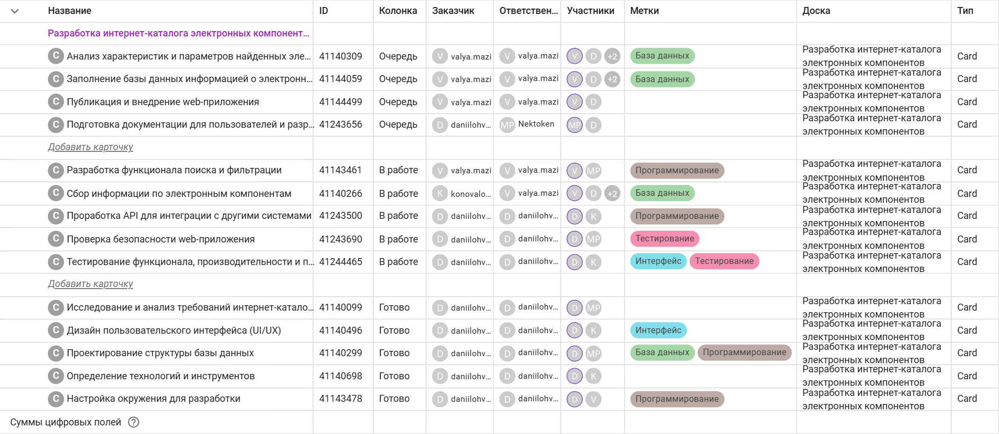 Название ID Колонка Заказчик Ответствен... Участники Метки Доска Тип
Разработка интернет-каталога электронных компонент...
C Анализ характеристик и параметров найденных эле... 41140309 Очередь V valya.mazi V valya.mazi V D +2 База данных Разработка интернет-каталога электронных компонентов Card
C Заполнение базы данных информацией о электронн... 41144059 Очередь V valya.mazi V valya.mazi V D +2 База данных Разработка интернет-каталога электронных компонентов Card
C Публикация и внедрение web-приложения 41144499 Очередь V valya.mazi V valya.mazi V D Разработка интернет-каталога электронных компонентов Card
C Подготовка документации для пользователей и разр... 41243656 Очередь D daniilohv... MP Nektoken MP D Разработка интернет-каталога электронных компонентов Card
Добавить карточку
C Разработка функционала поиска и фильтрации 41143461 В работе V valya.mazi V valya.mazi V MP Программирование Разработка интернет-каталога электронных компонентов Card
C Сбор информации по электронным компонентам 41140266 В работе K konovalo... V valya.mazi V D +2 База данных Разработка интернет-каталога электронных компонентов Card
C Проработка API для интеграции с другими системами 41243500 В работе D daniilohv... D daniilohv... D K Программирование Разработка интернет-каталога электронных компонентов Card
C Проверка безопасности web-приложения 41243690 В работе D daniilohv... D daniilohv... D MP Тестирование Разработка интернет-каталога электронных компонентов Card
C Тестирование функционала, производительности и п... 41244465 В работе D daniilohv... D daniilohv... D K Интерфейс Тестирование Разработка интернет-каталога электронных компонентов Card
Добавить карточку
C Исследование и анализ требований интернет-катало... 41140099 Готово D daniilohv... D daniilohv... D MP Разработка интернет-каталога электронных компонентов Card
C Дизайн пользовательского интерфейса (UI/UX) 41140496 Готово D daniilohv... D daniilohv... D K Интерфейс Разработка интернет-каталога электронных компонентов Card
C Проектирование структуры базы данных 41140299 Готово D daniilohv... D daniilohv... D MP База данных Программирование Разработка интернет-каталога электронных компонентов Card
C Определение технологий и инструментов 41140698 Готово D daniilohv... D daniilohv... D K Разработка интернет-каталога электронных компонентов Card
C Настройка окружения для разработки 41143478 Готово D daniilohv... D daniilohv... D V Программирование Разработка интернет-каталога электронных компонентов Card
Суммы цифровых полей ?